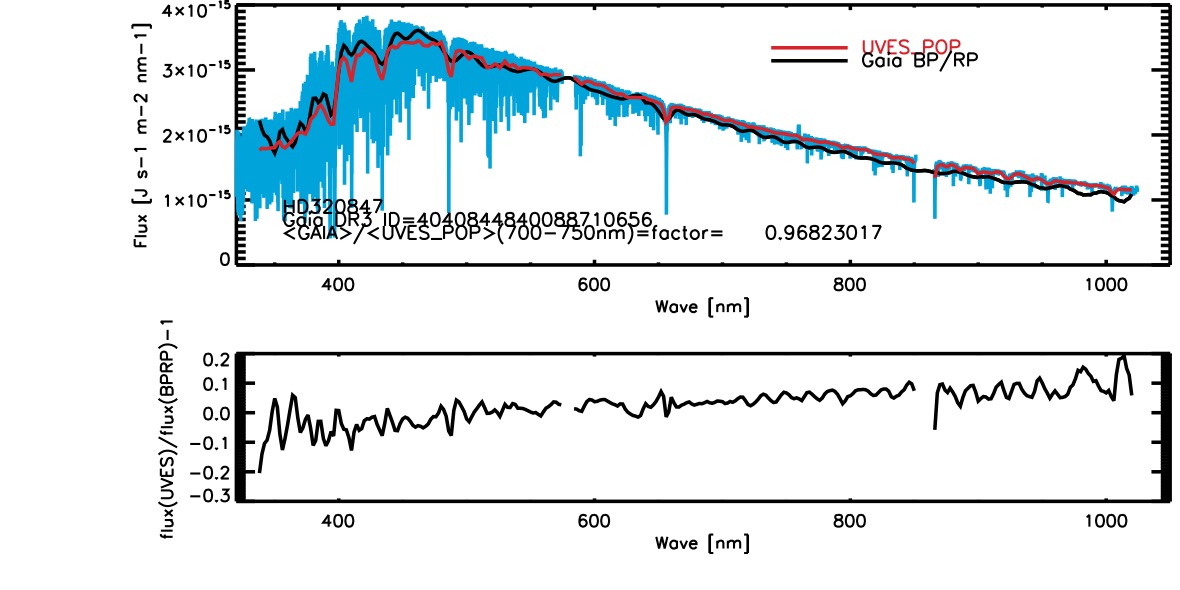 4×10−15
3×10−15
2×10−15
1×10−15
0
Flux [J s−1 m−2 nm−1]
UVES_POP
Gaia BP/RP
HD320847
Gaia DR3 ID=4040844840088710656
<GAIA>/<UVES_POP>(700−750nm)=factor= 0.96823017
400 600 800 1000
Wave [nm]
flux(UVES)/flux(BPRP)−1
0.2
0.1
0.0
−0.1
−0.2
−0.3
400 600 800 1000
Wave [nm]